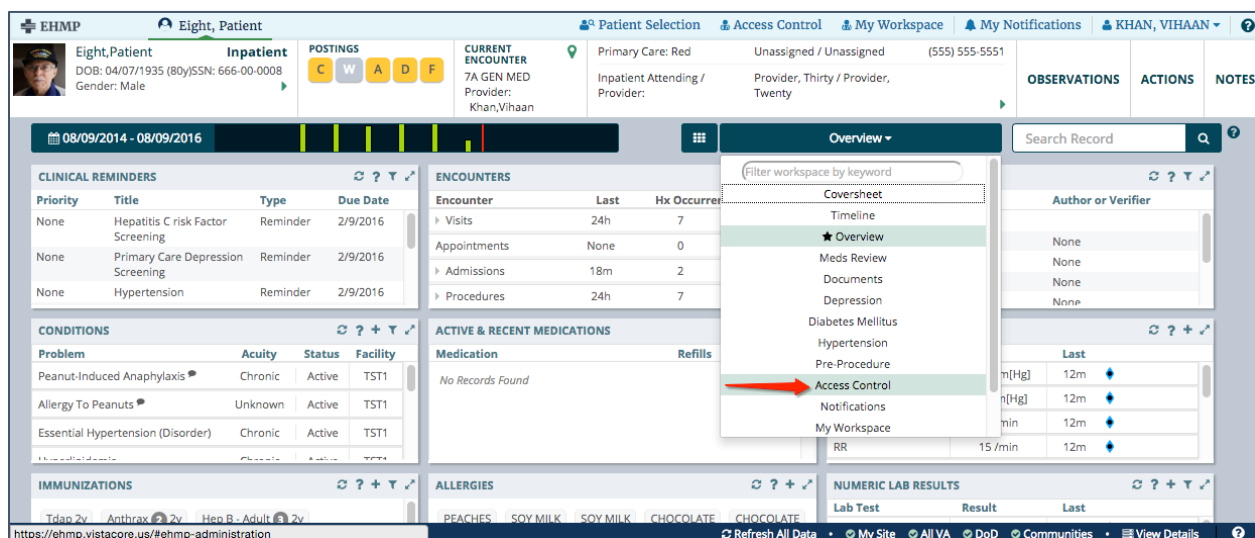 EHMP Eight, Patient Patient Selection Access Control My Workspace My Notifications KHAN, VIHAAN
Eight,Patient Inpatient
DOB: 04/07/1935 (80y)SSN: 666-00-0008
Gender: Male
POSTINGS
C W A D F
CURRENT
ENCOUNTER
7A GEN MED
Provider:
Khan,Vihaan
Primary Care: Red Unassigned / Unassigned (555) 555-5551
Inpatient Attending / Provider, Thirty / Provider,
Provider: Twenty
OBSERVATIONS ACTIONS NOTES
08/09/2014 - 08/09/2016 Overview Search Record
Filter workspace by keyword
Coversheet
Timeline
★ Overview
Meds Review
Documents
Depression
Diabetes Mellitus
Hypertension
Pre-Procedure
Access Control
Notifications
My Workspace
CLINICAL REMINDERS
Priority Title Type Due Date
None Hepatitis C risk Factor Reminder 2/9/2016
Screening
None Primary Care Depression Reminder 2/9/2016
Screening
None Hypertension Reminder 2/9/2016
ENCOUNTERS
Encounter Last Hx Occurren
Visits 24h 7
Appointments None 0
Admissions 18m 2
Procedures 24h 7
Author or Verifier
None
None
None
None
CONDITIONS
Problem Acuity Status Facility
Peanut-Induced Anaphylaxis Chronic Active TST1
Allergy To Peanuts Unknown Active TST1
Essential Hypertension (Disorder) Chronic Active TST1
Hyperlipidemia Chronic Active TST1
ACTIVE & RECENT MEDICATIONS
Medication Refills
No Records Found
Last
m[Hg] 12m
m[Hg] 12m
min 12m
RR 15 /min 12m
IMMUNIZATIONS
Tdap 2y Anthrax 2 2y Hep B - Adult 3 2y
ALLERGIES
PEACHES SOY MILK SOY MILK CHOCOLATE CHOCOLATE
NUMERIC LAB RESULTS
Lab Test Result Last
https://ehmp.vistacore.us/#ehmp-administration Refresh All Data • My Site All VA DoD Communities • View Details